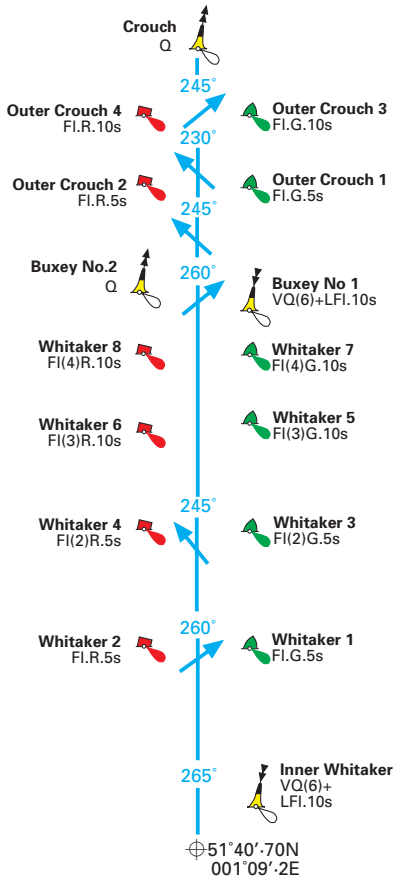 Crouch
Q
245°
Outer Crouch 4
Fl.R.10s
Outer Crouch 3
Fl.G.10s
230°
Outer Crouch 2
Fl.R.5s
Outer Crouch 1
Fl.G.5s
245°
Buxey No.2
Q
260°
Buxey No 1
VQ(6)+LFl.10s
Whitaker 8
Fl(4)R.10s
Whitaker 7
Fl(4)G.10s
Whitaker 6
Fl(3)R.10s
Whitaker 5
Fl(3)G.10s
245°
Whitaker 4
Fl(2)R.5s
Whitaker 3
Fl(2)G.5s
260°
Whitaker 2
Fl.R.5s
Whitaker 1
Fl.G.5s
265°
Inner Whitaker
VQ(6)+
LFl.10s
51°40'·70N
001°09'·2E